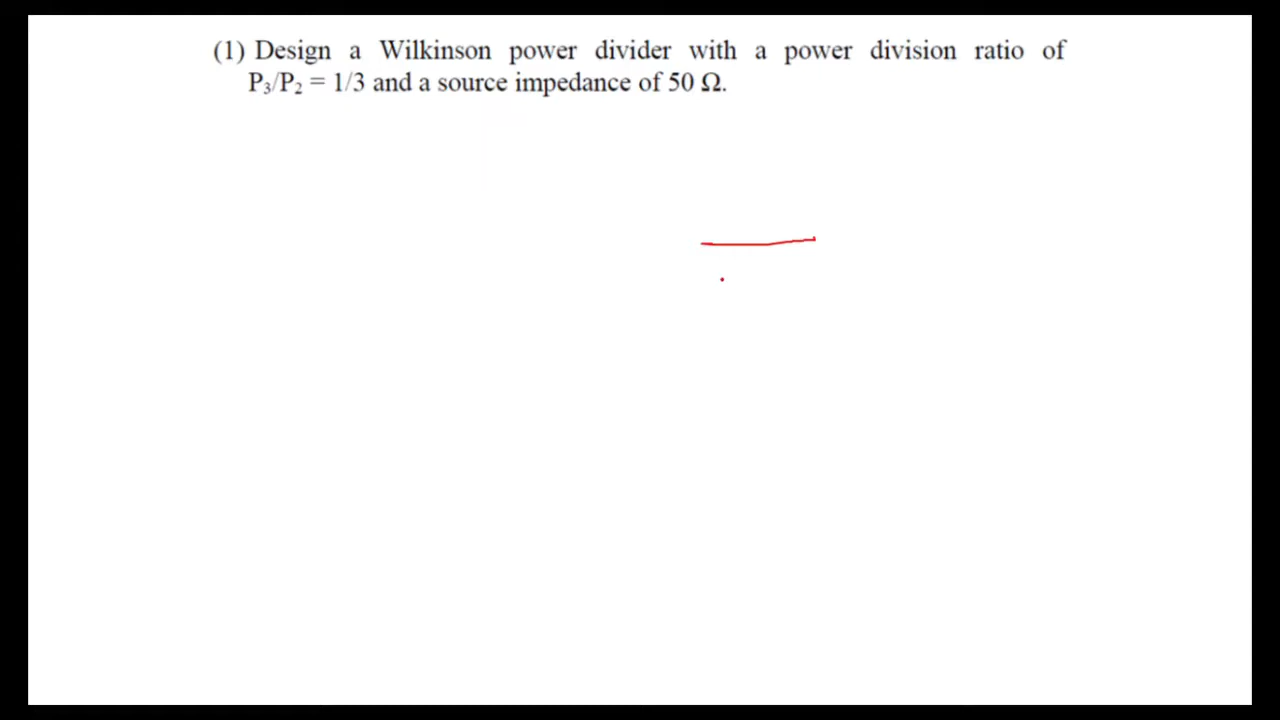 (1) Design a Wilkinson power divider with a power division ratio of
P₃/P₂ = 1/3 and a source impedance of 50 Ω.